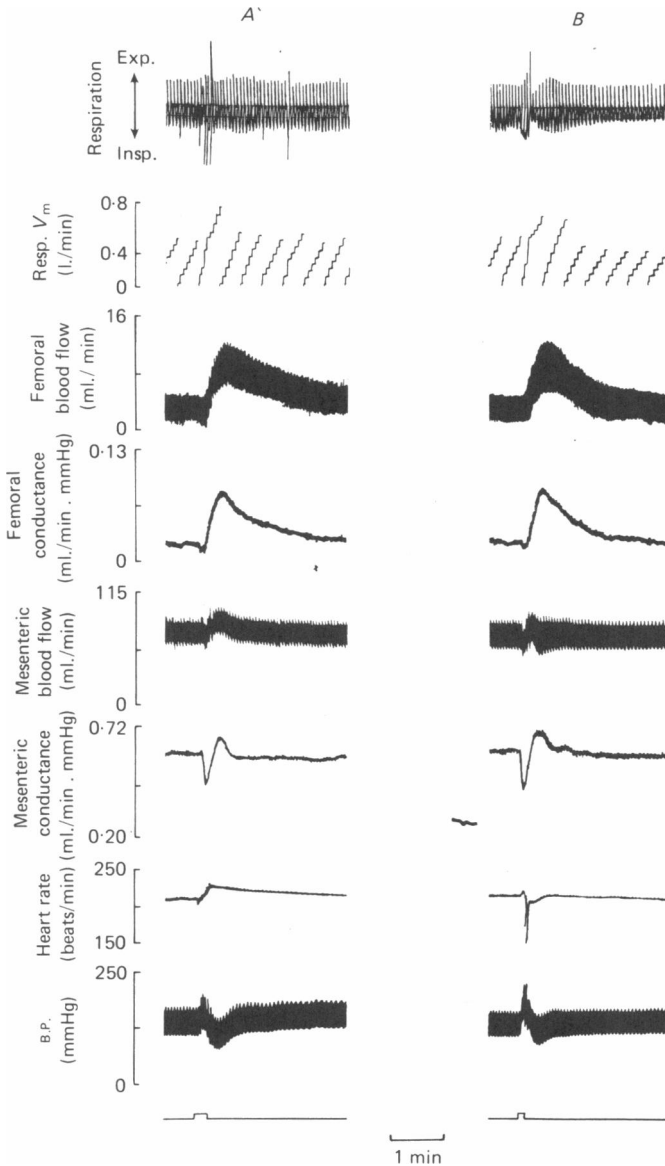 A`
B
Exp.
Respiration
Insp.
Resp. Vm
(l./min)
0·8
0·4
0
Femoral
blood flow
(ml./ min)
16
0
Femoral
conductance
(ml./min . mmHg)
0·13
0
Mesenteric
blood flow
(ml./min)
115
0
Mesenteric
conductance
(ml./min . mmHg)
0·72
0·20
Heart rate
(beats/min)
250
150
B.P.
(mmHg)
250
0
1 min